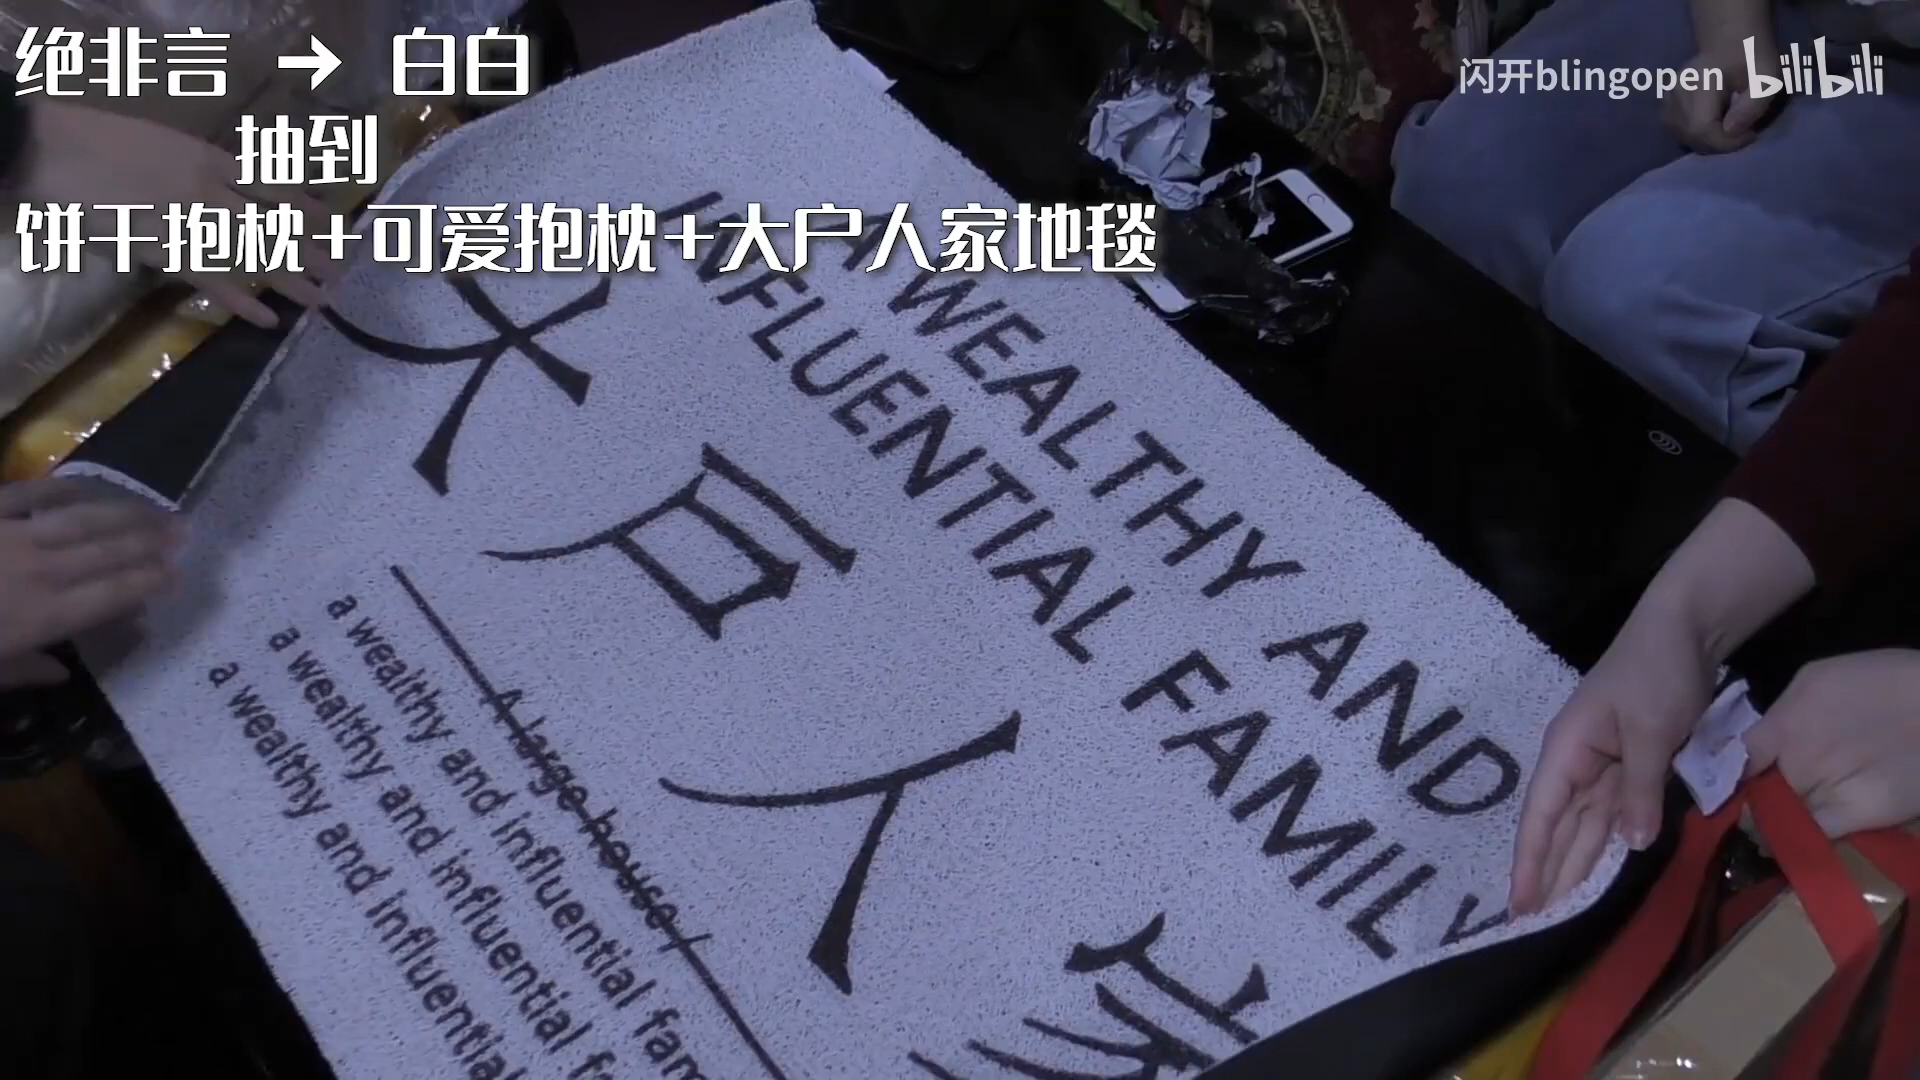 绝非言 → 白白
抽到
饼干抱枕+可爱抱枕+大户人家地毯
闪开blingopen bilibili
A WEALTHY AND
INFLUENTIAL FAMILY
大户人家
A large house /
a wealthy and influential fam
a wealthy and influential f
a wealthy and influential